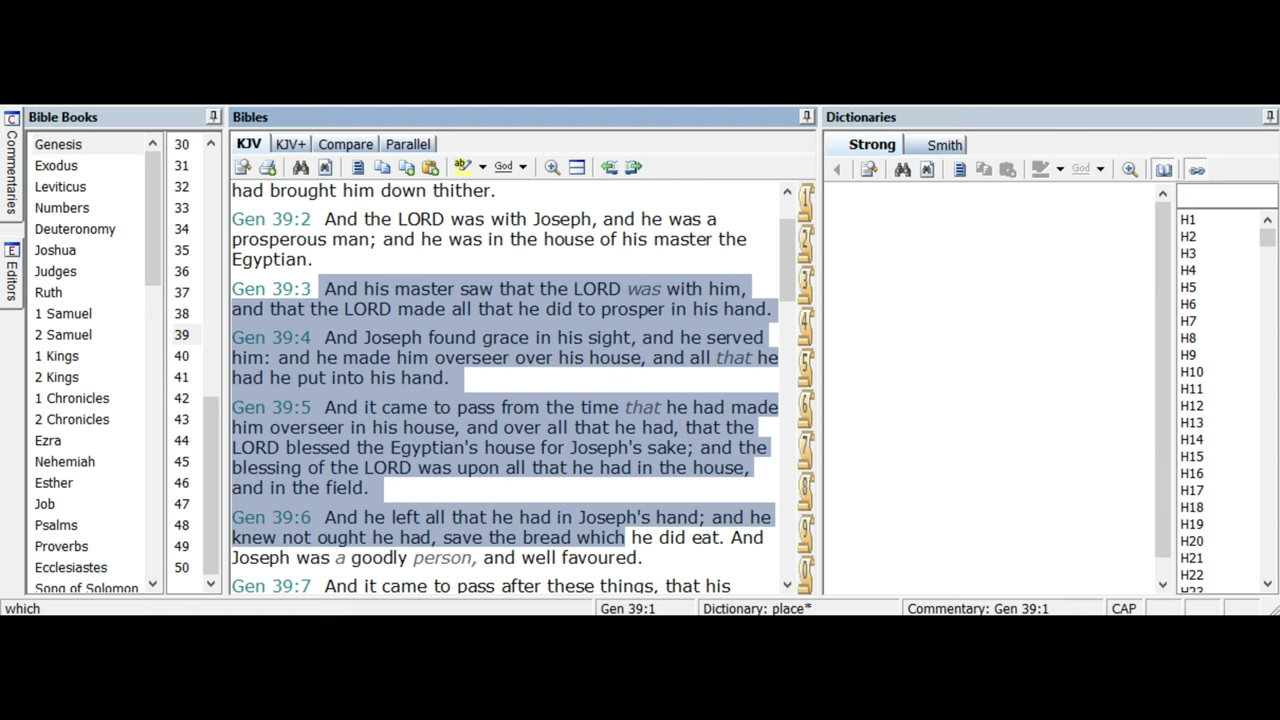 Bible Books
Bibles
Dictionaries
Commentaries
Editors
KJV KJV+ Compare Parallel
Strong Smith
God
God
Genesis 30
Exodus 31
Leviticus 32
Numbers 33
Deuteronomy 34
Joshua 35
Judges 36
Ruth 37
1 Samuel 38
2 Samuel 39
1 Kings 40
2 Kings 41
1 Chronicles 42
2 Chronicles 43
Ezra 44
Nehemiah 45
Esther 46
Job 47
Psalms 48
Proverbs 49
Ecclesiastes 50
Song of Solomon
had brought him down thither.
Gen 39:2 And the LORD was with Joseph, and he was a
prosperous man; and he was in the house of his master the
Egyptian.
Gen 39:3 And his master saw that the LORD was with him,
and that the LORD made all that he did to prosper in his hand.
Gen 39:4 And Joseph found grace in his sight, and he served
him: and he made him overseer over his house, and all that he
had he put into his hand.
Gen 39:5 And it came to pass from the time that he had made
him overseer in his house, and over all that he had, that the
LORD blessed the Egyptian's house for Joseph's sake; and the
blessing of the LORD was upon all that he had in the house,
and in the field.
Gen 39:6 And he left all that he had in Joseph's hand; and he
knew not ought he had, save the bread which he did eat. And
Joseph was a goodly person, and well favoured.
Gen 39:7 And it came to pass after these things, that his
1
2
3
4
5
6
7
8
9
0
H1
H2
H3
H4
H5
H6
H7
H8
H9
H10
H11
H12
H13
H14
H15
H16
H17
H18
H19
H20
H21
H22
H23
which
Gen 39:1
Dictionary: place*
Commentary: Gen 39:1
CAP